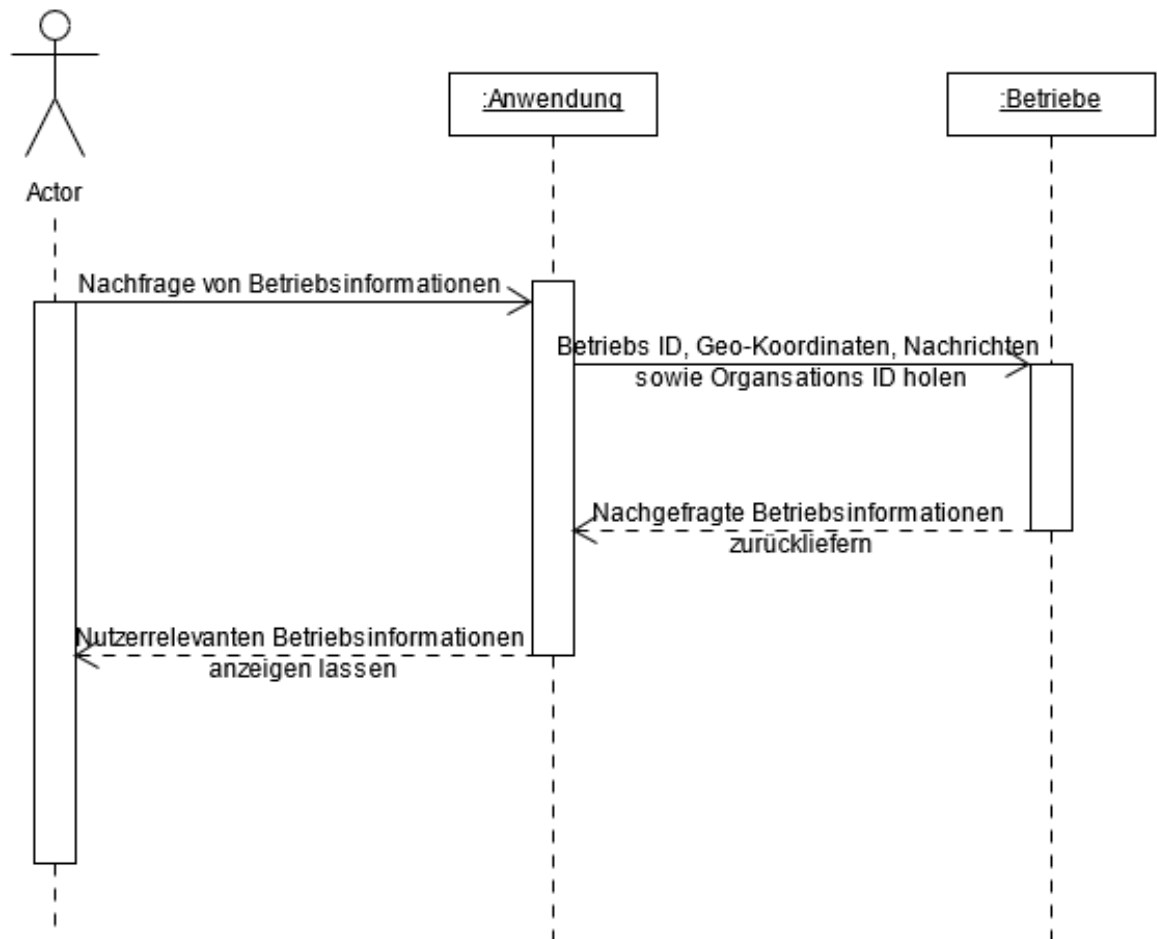 :Anwendung
:Betriebe
Actor
Nachfrage von Betriebsinformationen
Betriebs ID, Geo-Koordinaten, Nachrichten
sowie Organsations ID holen
Nachgefragte Betriebsinformationen
zurückliefern
Nutzerrelevanten Betriebsinformationen
anzeigen lassen